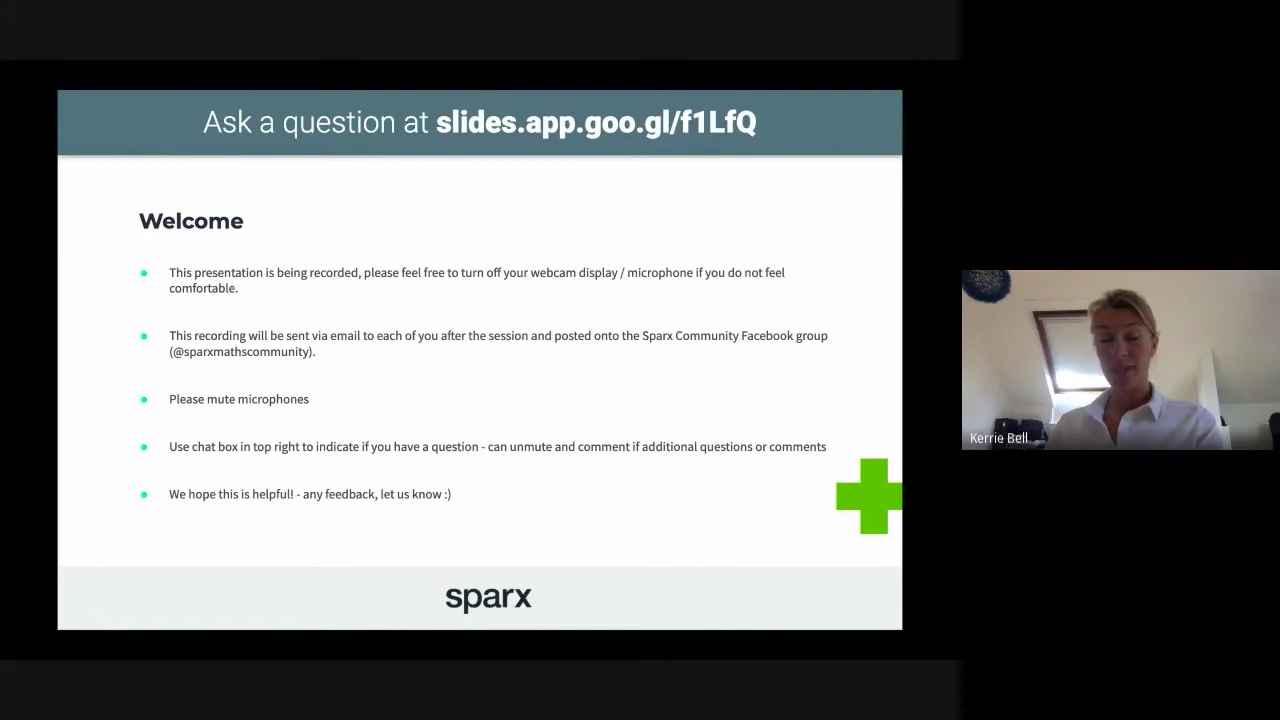 Ask a question at slides.app.goo.gl/f1LfQ
Welcome
This presentation is being recorded, please feel free to turn off your webcam display / microphone if you do not feel
comfortable.
This recording will be sent via email to each of you after the session and posted onto the Sparx Community Facebook group
(@sparxmathscommunity).
Please mute microphones
Use chat box in top right to indicate if you have a question - can unmute and comment if additional questions or comments
We hope this is helpful! - any feedback, let us know :)
sparx
Kerrie Bell